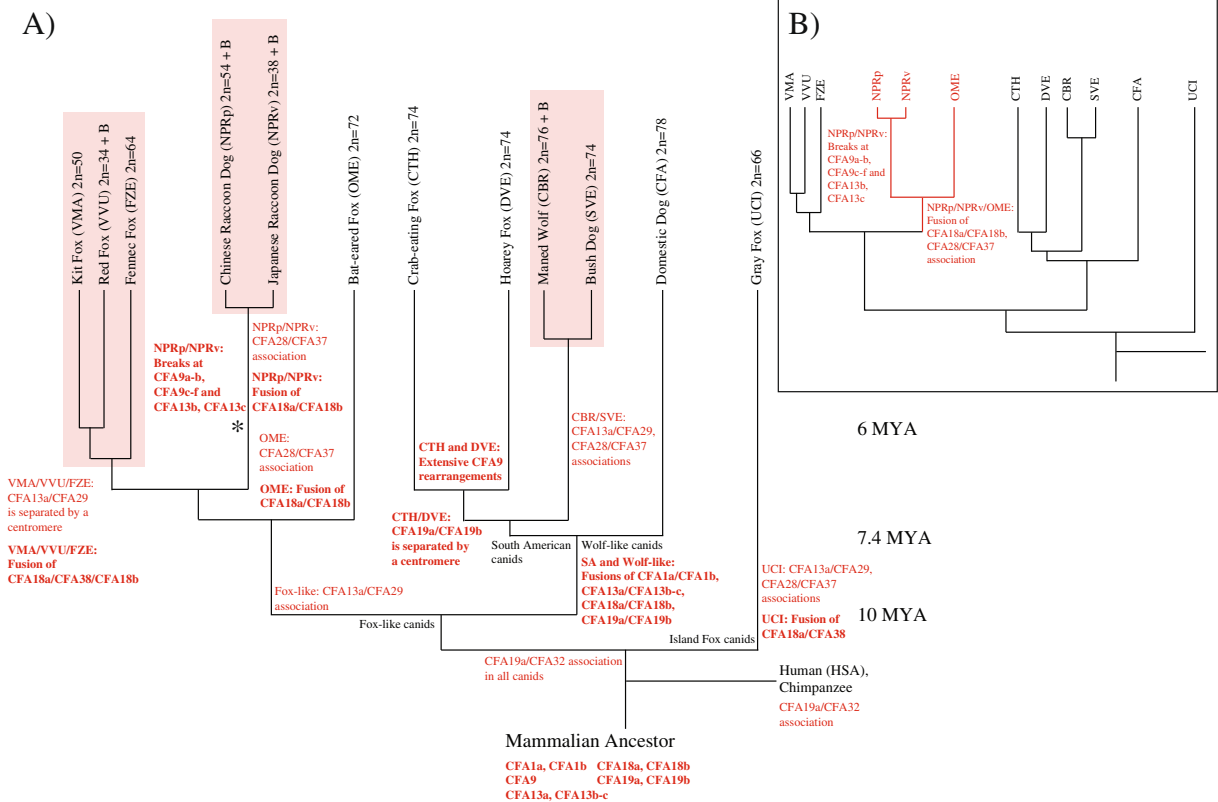 A)
Kit Fox (VMA) 2n=50
Red Fox (VVU) 2n=34 + B
Fennec Fox (FZE) 2n=64
Chinese Raccoon Dog (NPRp) 2n=54 + B
Japanese Raccoon Dog (NPRv) 2n=38 + B
Bat-eared Fox (OME) 2n=72
Crab-eating Fox (CTH) 2n=74
Hoarey Fox (DVE) 2n=74
Maned Wolf (CBR) 2n=76 + B
Bush Dog (SVE) 2n=74
Domestic Dog (CFA) 2n=78
Gray Fox (UCI) 2n=66
NPRp/NPRv:
CFA28/CFA37
association
NPRp/NPRv:
Breaks at
CFA9a-b,
CFA9c-f and
CFA13b, CFA13c
NPRp/NPRv:
Fusion of
CFA18a/CFA18b
*
OME:
CFA28/CFA37
association
OME: Fusion of
CFA18a/CFA18b
VMA/VVU/FZE:
CFA13a/CFA29
is separated by a
centromere
VMA/VVU/FZE:
Fusion of
CFA18a/CFA38/CFA18b
CTH and DVE:
Extensive CFA9
rearrangements
CBR/SVE:
CFA13a/CFA29,
CFA28/CFA37
associations
CTH/DVE:
CFA19a/CFA19b
is separated by
a centromere
South American
canids
Wolf-like canids
SA and Wolf-like:
Fusions of CFA1a/CFA1b,
CFA13a/CFA13b-c,
CFA18a/CFA18b,
CFA19a/CFA19b
Fox-like: CFA13a/CFA29
association
Fox-like canids
UCI: CFA13a/CFA29,
CFA28/CFA37
associations
UCI: Fusion of
CFA18a/CFA38
Island Fox canids
CFA19a/CFA32 association
in all canids
Human (HSA),
Chimpanzee
CFA19a/CFA32
association
Mammalian Ancestor
CFA1a, CFA1b CFA18a, CFA18b
CFA9 CFA19a, CFA19b
CFA13a, CFA13b-c
6 MYA
7.4 MYA
10 MYA
B)
VMA
VVU
FZE
NPRp
NPRv
OME
CTH
DVE
CBR
SVE
CFA
UCI
NPRp/NPRv:
Breaks at
CFA9a-b,
CFA9c-f and
CFA13b,
CFA13c
NPRp/NPRv/OME:
Fusion of
CFA18a/CFA18b,
CFA28/CFA37
association